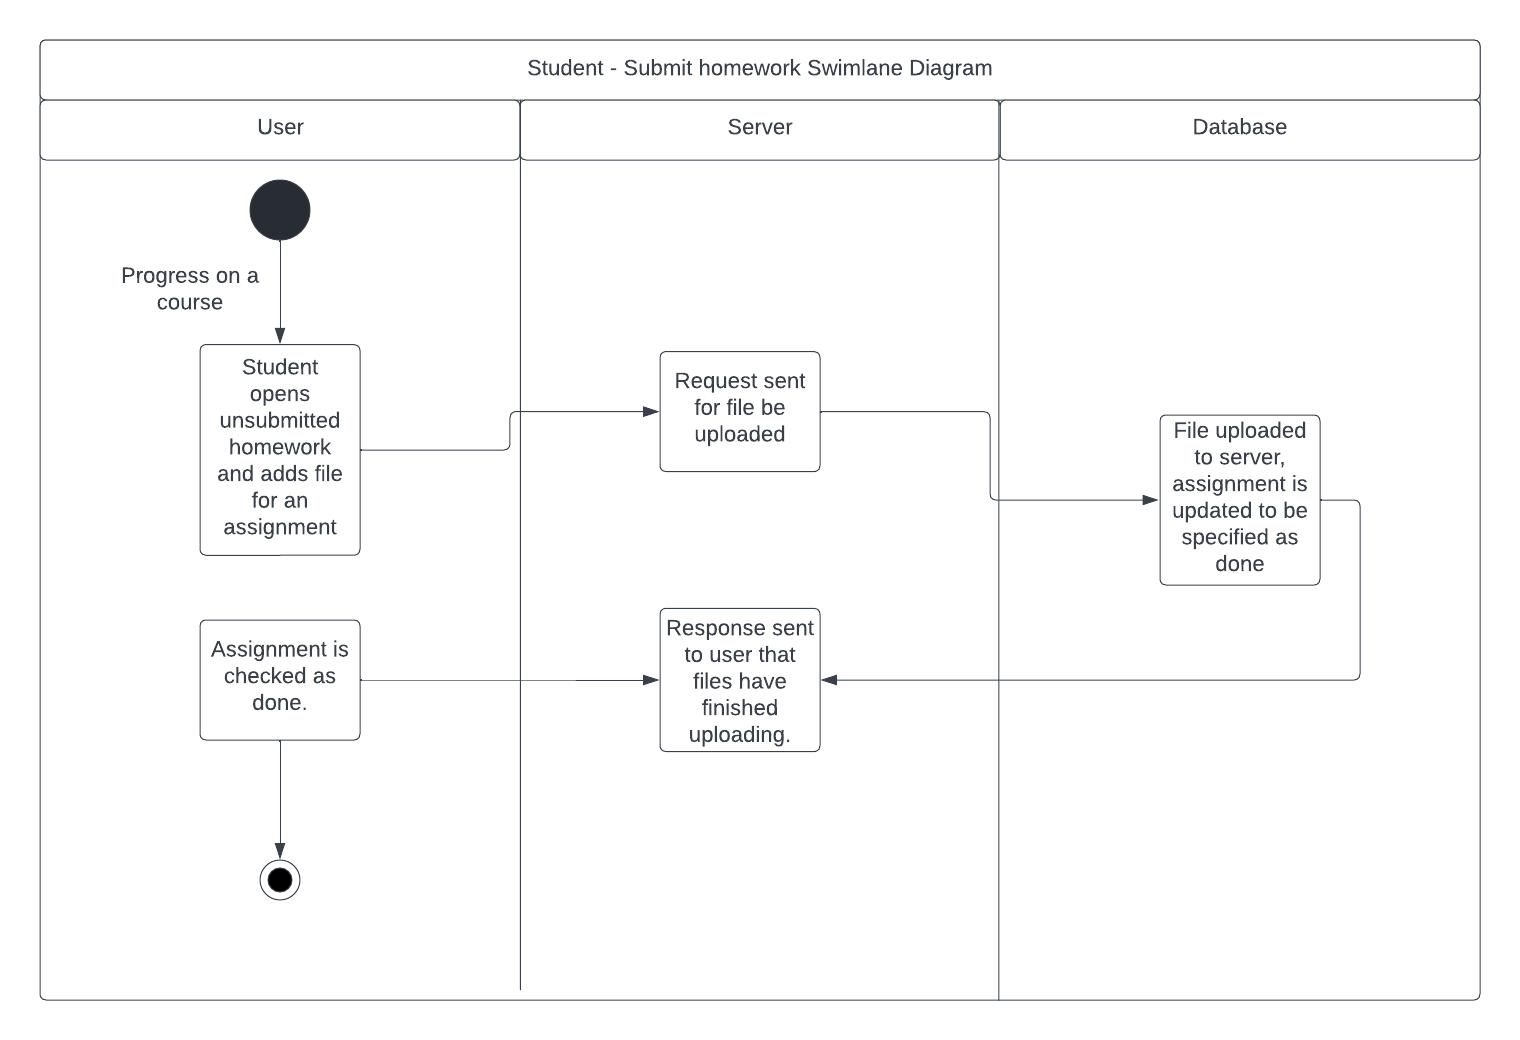 Student - Submit homework Swimlane Diagram
User
Server
Database
Progress on a
course
Student
opens
unsubmitted
homework
and adds file
for an
assignment
Request sent
for file be
uploaded
File uploaded
to server,
assignment is
updated to be
specified as
done
Assignment is
checked as
done.
Response sent
to user that
files have
finished
uploading.